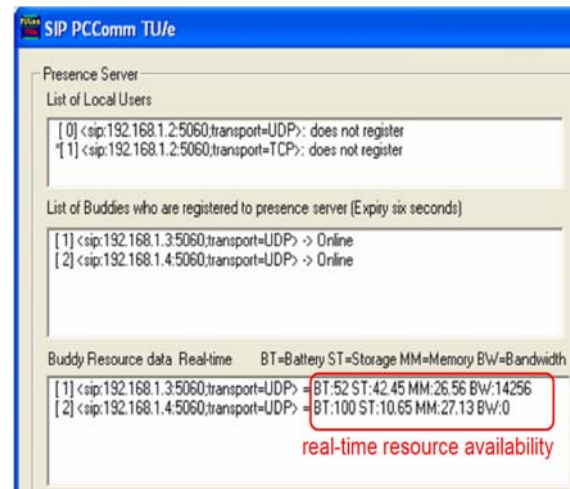 SIP PCComm TU/e
Presence Server
List of Local Users
[ 0] <sip:192.168.1.2:5060;transport=UDP>: does not register
*[ 1] <sip:192.168.1.2:5060;transport=TCP>: does not register
List of Buddies who are registered to presence server (Expiry six seconds)
[ 1] <sip:192.168.1.3:5060;transport=UDP> -> Online
[ 2] <sip:192.168.1.4:5060;transport=UDP> -> Online
Buddy Resource data Real-time BT=Battery ST=Storage MM=Memory BW=Bandwidth
[ 1] <sip:192.168.1.3:5060;transport=UDP> = BT:52 ST:42.45 MM:26.56 BW:14256
[ 2] <sip:192.168.1.4:5060;transport=UDP> = BT:100 ST:10.65 MM:27.13 BW:0
real-time resource availability